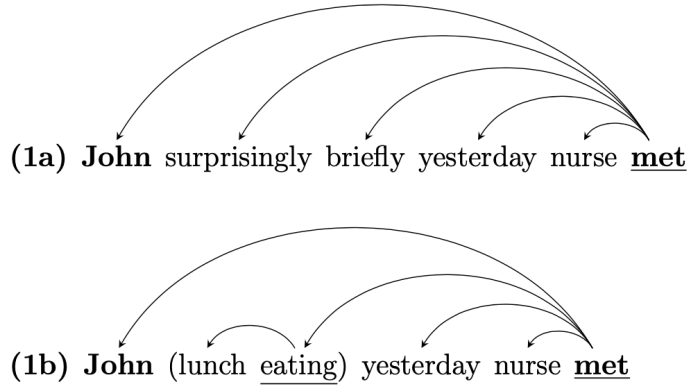 (1a) John surprisingly briefly yesterday nurse met
(1b) John (lunch eating) yesterday nurse met